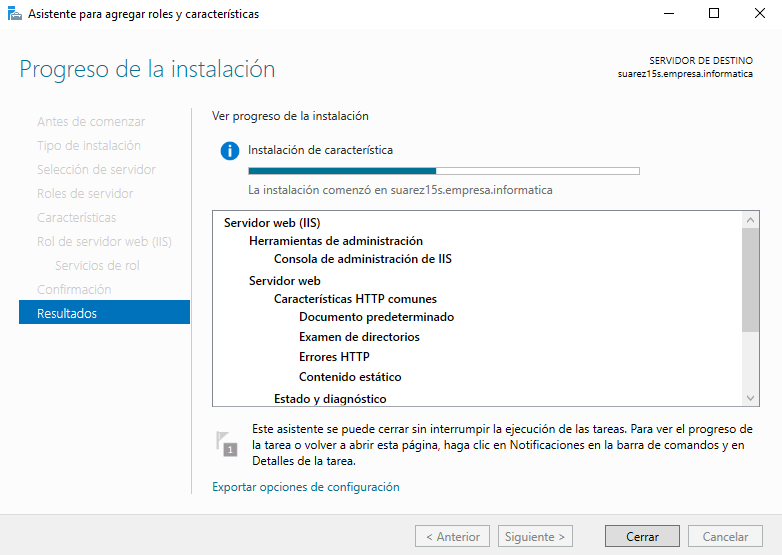 Asistente para agregar roles y características
Progreso de la instalación
SERVIDOR DE DESTINO
suarez15s.empresa.informatica
Antes de comenzar
Tipo de instalación
Selección de servidor
Roles de servidor
Características
Rol de servidor web (IIS)
Servicios de rol
Confirmación
Resultados
Ver progreso de la instalación
Instalación de característica
La instalación comenzó en suarez15s.empresa.informatica
Servidor web (IIS)
Herramientas de administración
Consola de administración de IIS
Servidor web
Características HTTP comunes
Documento predeterminado
Examen de directorios
Errores HTTP
Contenido estático
Estado y diagnóstico
1
Este asistente se puede cerrar sin interrumpir la ejecución de las tareas. Para ver el progreso de
la tarea o volver a abrir esta página, haga clic en Notificaciones en la barra de comandos y en
Detalles de la tarea.
Exportar opciones de configuración
< Anterior
Siguiente >
Cerrar
Cancelar